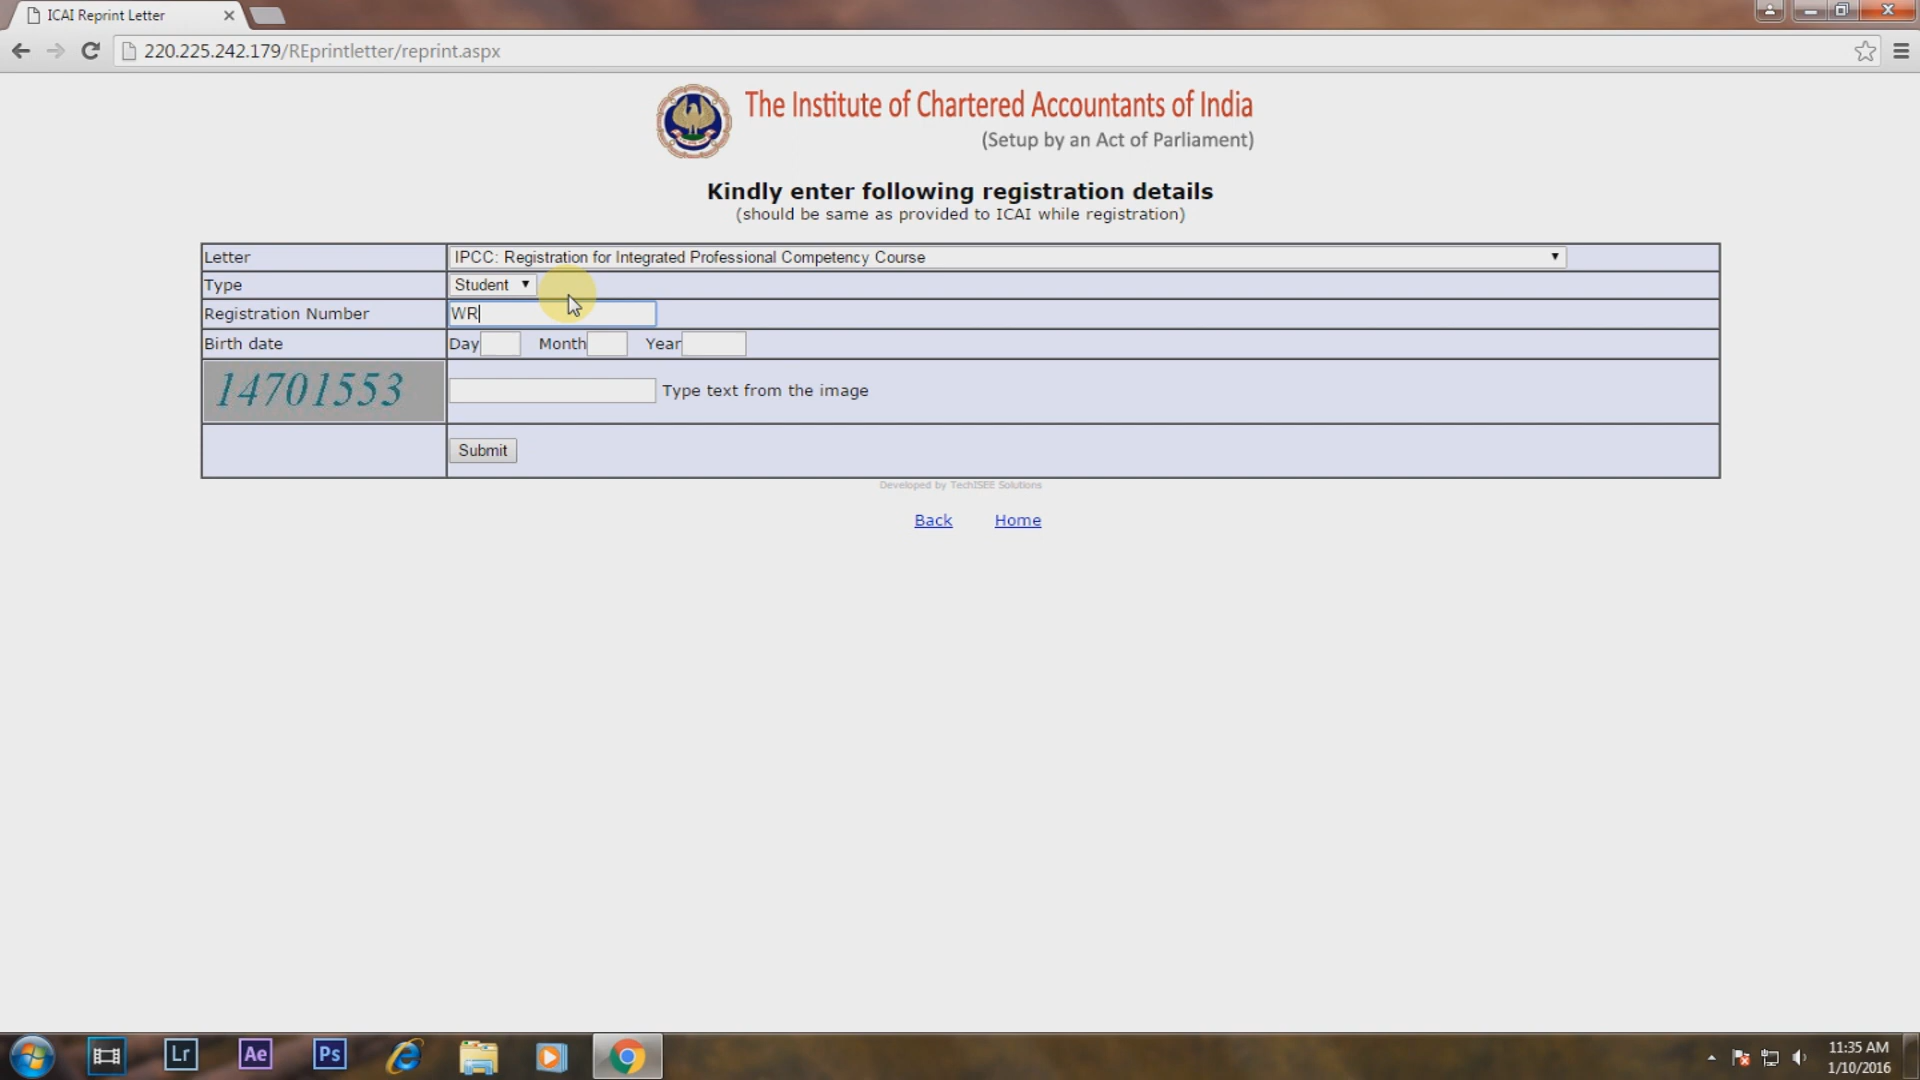 ICAI Reprint Letter
220.225.242.179/REprintletter/reprint.aspx
The Institute of Chartered Accountants of India
(Setup by an Act of Parliament)
Kindly enter following registration details
(should be same as provided to ICAI while registration)
Letter IPCC: Registration for Integrated Professional Competency Course
Type Student
Registration Number WR
Birth date Day Month Year
14701553 Type text from the image
Submit
Developed by TechISEE Solutions
Back Home
Lr Ae Ps
11:35 AM
1/10/2016